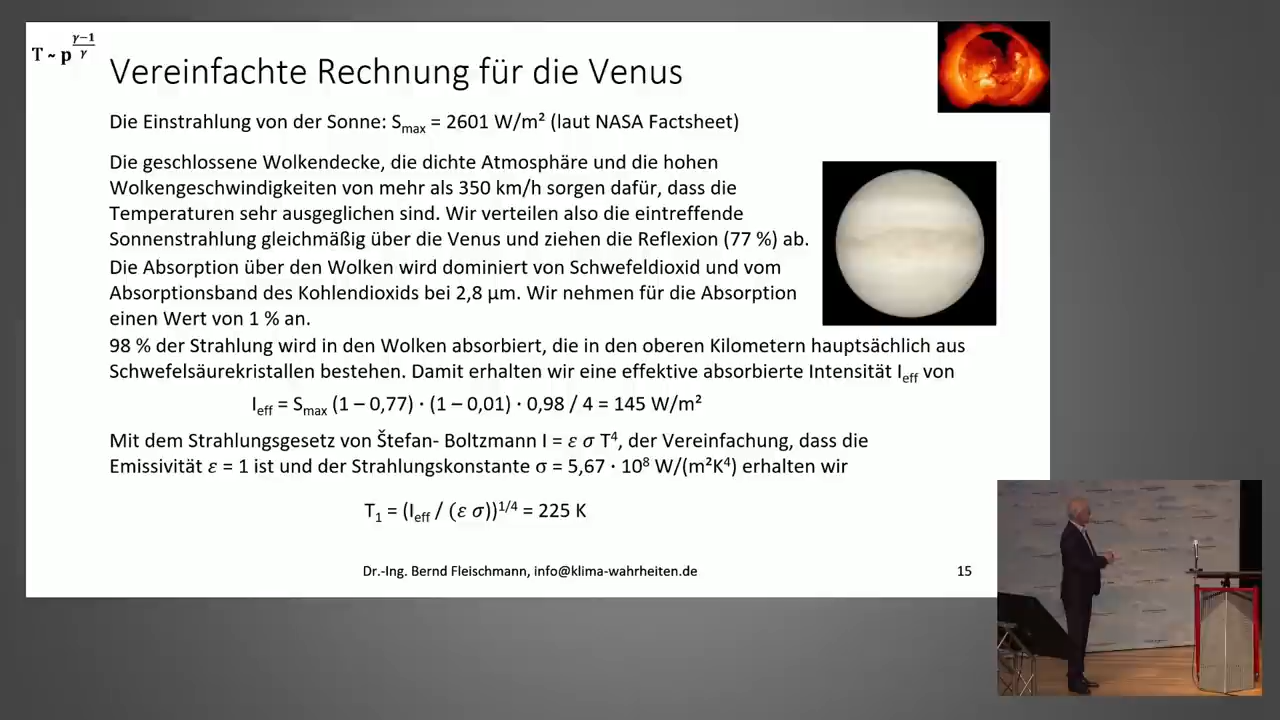 T ~ p^((γ−1)/γ)
Vereinfachte Rechnung für die Venus
Die Einstrahlung von der Sonne: Smax = 2601 W/m² (laut NASA Factsheet)
Die geschlossene Wolkendecke, die dichte Atmosphäre und die hohen
Wolkengeschwindigkeiten von mehr als 350 km/h sorgen dafür, dass die
Temperaturen sehr ausgeglichen sind. Wir verteilen also die eintreffende
Sonnenstrahlung gleichmäßig über die Venus und ziehen die Reflexion (77 %) ab.
Die Absorption über den Wolken wird dominiert von Schwefeldioxid und vom
Absorptionsband des Kohlendioxids bei 2,8 µm. Wir nehmen für die Absorption
einen Wert von 1 % an.
98 % der Strahlung wird in den Wolken absorbiert, die in den oberen Kilometern hauptsächlich aus
Schwefelsäurekristallen bestehen. Damit erhalten wir eine effektive absorbierte Intensität Ieff von
Ieff = Smax (1 – 0,77) · (1 – 0,01) · 0,98 / 4 = 145 W/m²
Mit dem Strahlungsgesetz von Štefan- Boltzmann I = ε σ T⁴, der Vereinfachung, dass die
Emissivität ε = 1 ist und der Strahlungskonstante σ = 5,67 · 10⁸ W/(m²K⁴) erhalten wir
T₁ = (Ieff / (ε σ))^1/4 = 225 K
Dr.-Ing. Bernd Fleischmann, info@klima-wahrheiten.de
15